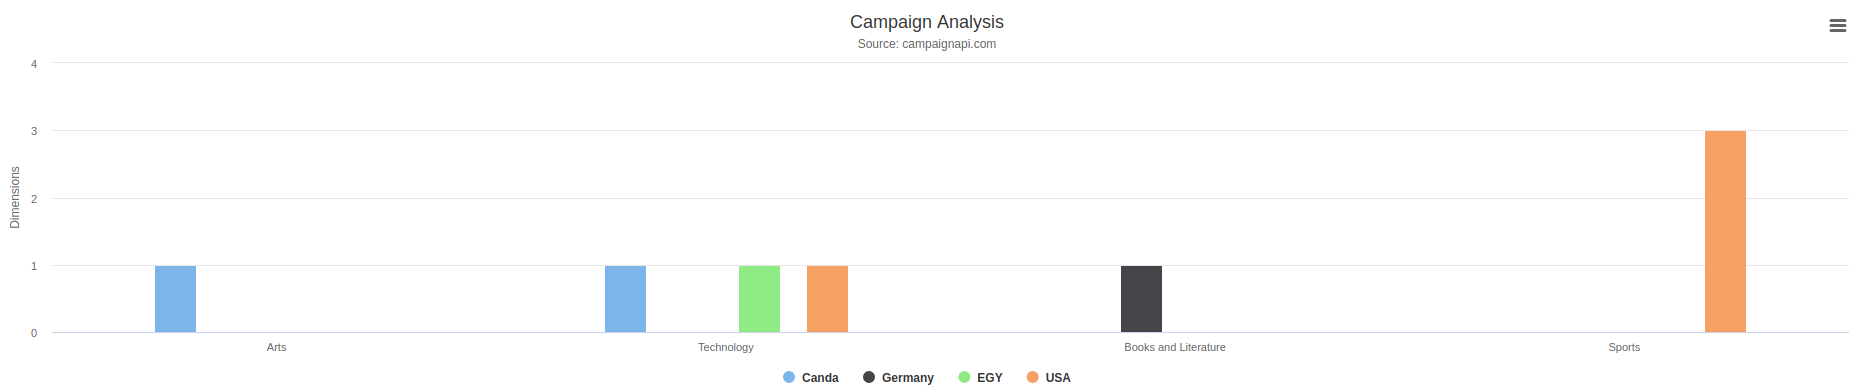 Campaign Analysis
Source: campaignapi.com
Dimensions
4
3
2
1
0
Arts Technology Books and Literature Sports
Canda Germany EGY USA